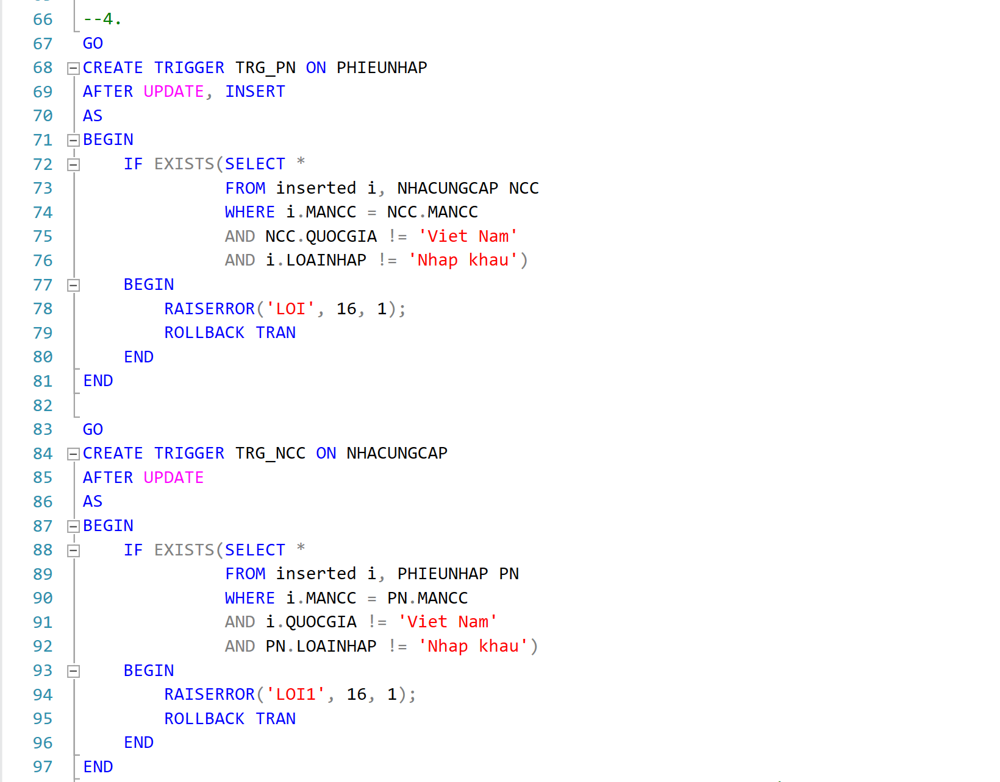 66 --4.
67 GO
68 CREATE TRIGGER TRG_PN ON PHIEUNHAP
69 AFTER UPDATE, INSERT
70 AS
71 BEGIN
72 IF EXISTS(SELECT *
73 FROM inserted i, NHACUNGCAP NCC
74 WHERE i.MANCC = NCC.MANCC
75 AND NCC.QUOCGIA != 'Viet Nam'
76 AND i.LOAINHAP != 'Nhap khau')
77 BEGIN
78 RAISERROR('LOI', 16, 1);
79 ROLLBACK TRAN
80 END
81 END
82
83 GO
84 CREATE TRIGGER TRG_NCC ON NHACUNGCAP
85 AFTER UPDATE
86 AS
87 BEGIN
88 IF EXISTS(SELECT *
89 FROM inserted i, PHIEUNHAP PN
90 WHERE i.MANCC = PN.MANCC
91 AND i.QUOCGIA != 'Viet Nam'
92 AND PN.LOAINHAP != 'Nhap khau')
93 BEGIN
94 RAISERROR('LOI1', 16, 1);
95 ROLLBACK TRAN
96 END
97 END